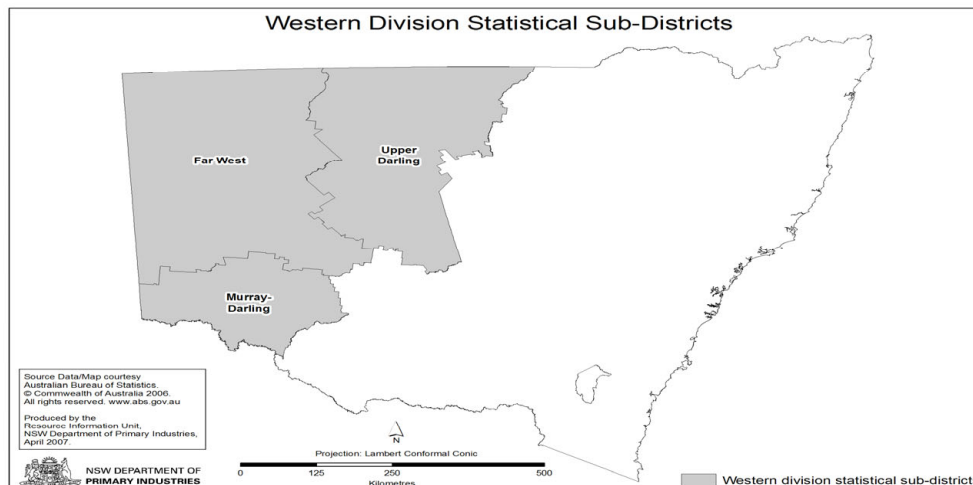 Western Division Statistical Sub-Districts
Far West
Upper
Darling
Murray-
Darling
Source Data/Map courtesy
Australian Bureau of Statistics.
© Commwealth of Australia 2006.
All rights reserved. www.abs.gov.au
Produced by the
Resource Information Unit,
NSW Department of Primary Industries,
April 2007.
N
Projection: Lambert Conformal Conic
0 125 250 500
Kilometres
NSW DEPARTMENT OF
PRIMARY INDUSTRIES
Western division statistical sub-district